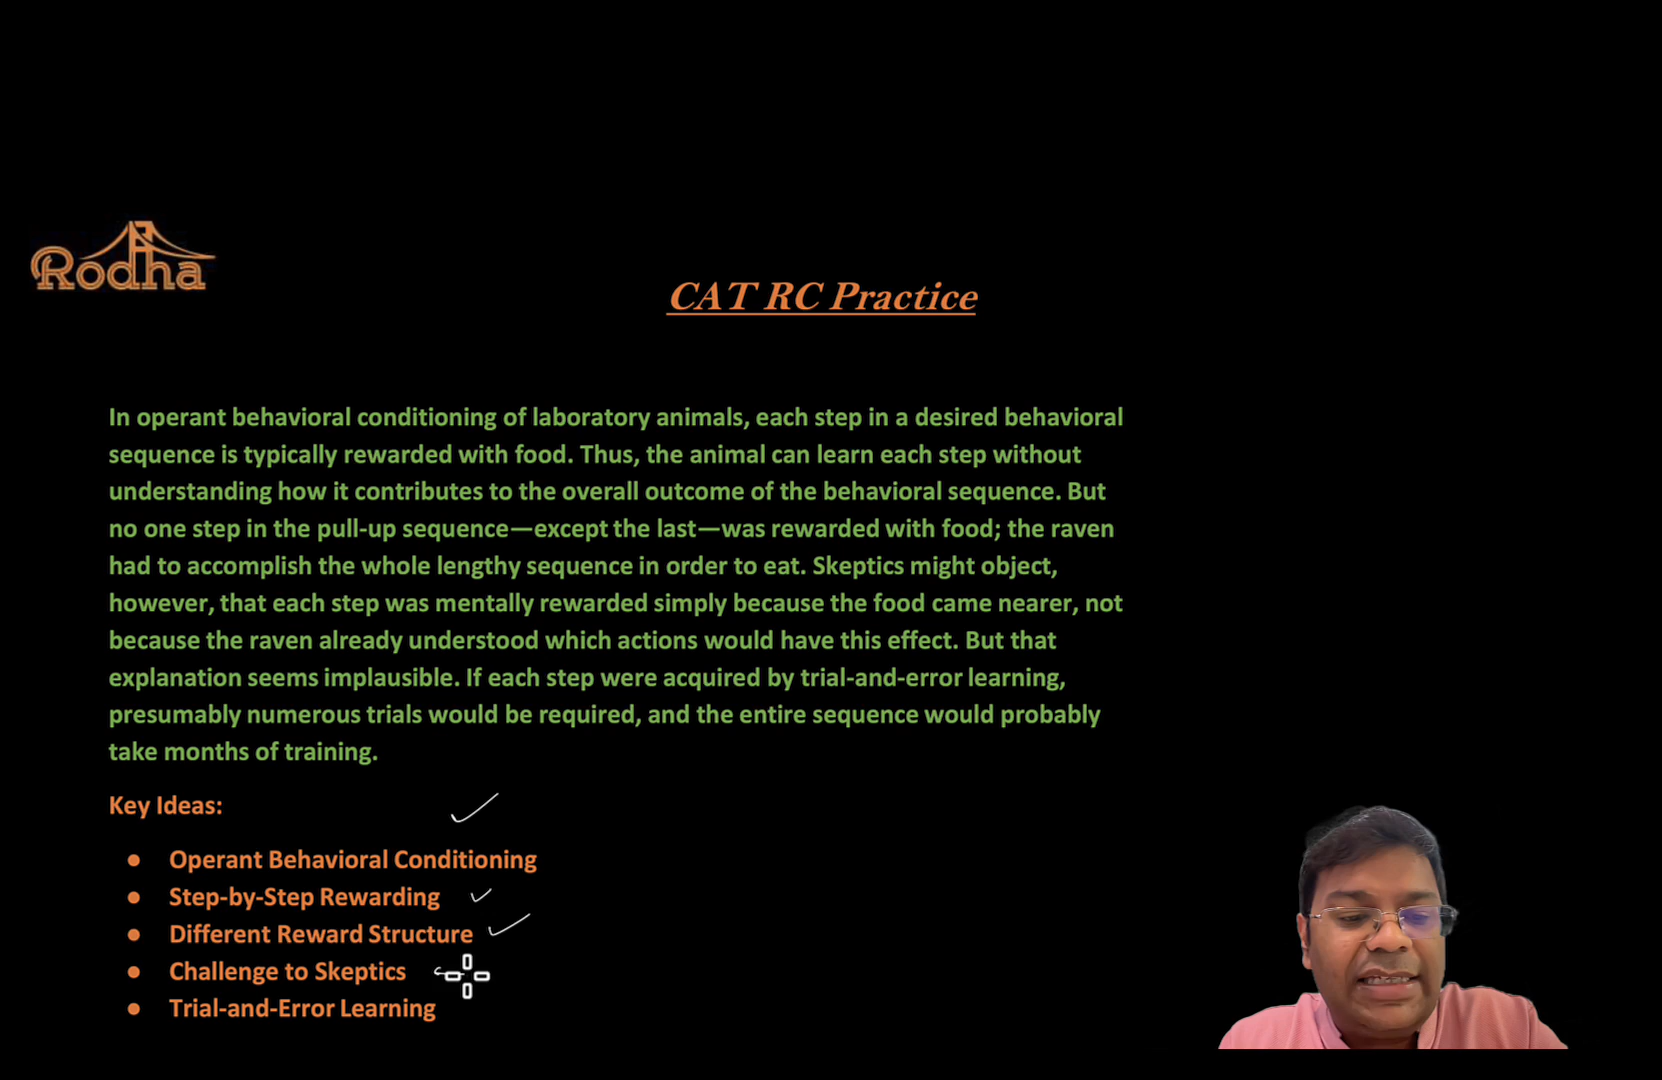 Rodha
CAT RC Practice
In operant behavioral conditioning of laboratory animals, each step in a desired behavioral
sequence is typically rewarded with food. Thus, the animal can learn each step without
understanding how it contributes to the overall outcome of the behavioral sequence. But
no one step in the pull-up sequence—except the last—was rewarded with food; the raven
had to accomplish the whole lengthy sequence in order to eat. Skeptics might object,
however, that each step was mentally rewarded simply because the food came nearer, not
because the raven already understood which actions would have this effect. But that
explanation seems implausible. If each step were acquired by trial-and-error learning,
presumably numerous trials would be required, and the entire sequence would probably
take months of training.
Key Ideas:
● Operant Behavioral Conditioning
● Step-by-Step Rewarding
● Different Reward Structure
● Challenge to Skeptics
● Trial-and-Error Learning